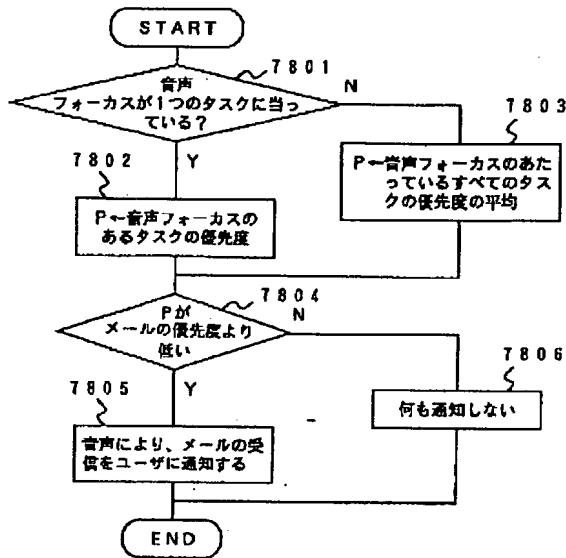 START
7801
音声
フォーカスが1つのタスクに当っ
ている?
N
Y
7803
P←音声フォーカスのあた
っているすべてのタス
クの優先度の平均
7802
P←音声フォーカスの
あるタスクの優先度
7804
Pが
メールの優先度より
低い
N
Y
7806
何も通知しない
7805
音声により、メールの受
信をユーザに通知する
END